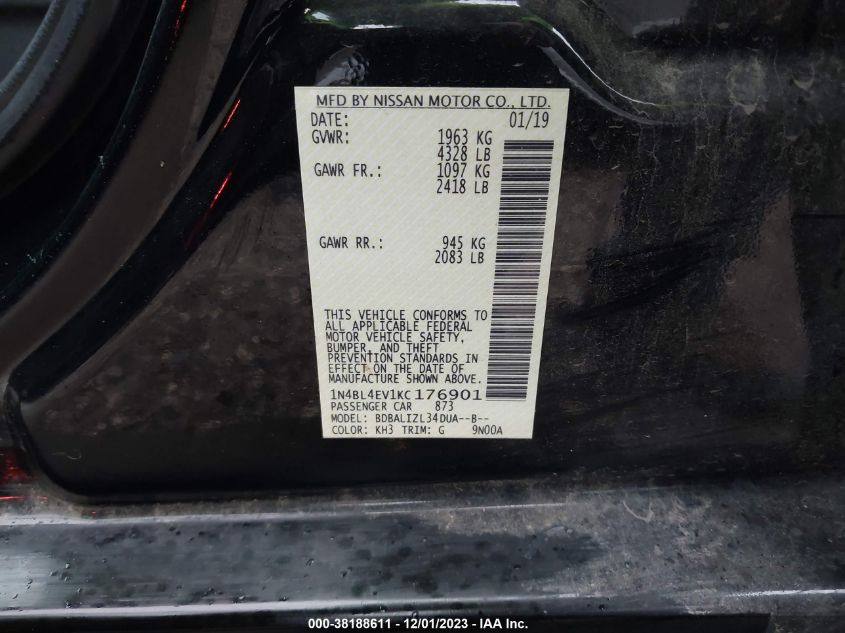 MFD BY NISSAN MOTOR CO., LTD.
DATE: 01/19
GVWR: 1963 KG
4328 LB
GAWR FR.: 1097 KG
2418 LB
GAWR RR.: 945 KG
2083 LB
THIS VEHICLE CONFORMS TO
ALL APPLICABLE FEDERAL
MOTOR VEHICLE SAFETY,
BUMPER, AND THEFT
PREVENTION STANDARDS IN
EFFECT ON THE DATE OF
MANUFACTURE SHOWN ABOVE.
1N4BL4EV1KC176901
PASSENGER CAR 873
MODEL: BDBALIZL34DUA--B--
COLOR: KH3 TRIM: G 9N00A
000-38188611 - 12/01/2023 - IAA Inc.